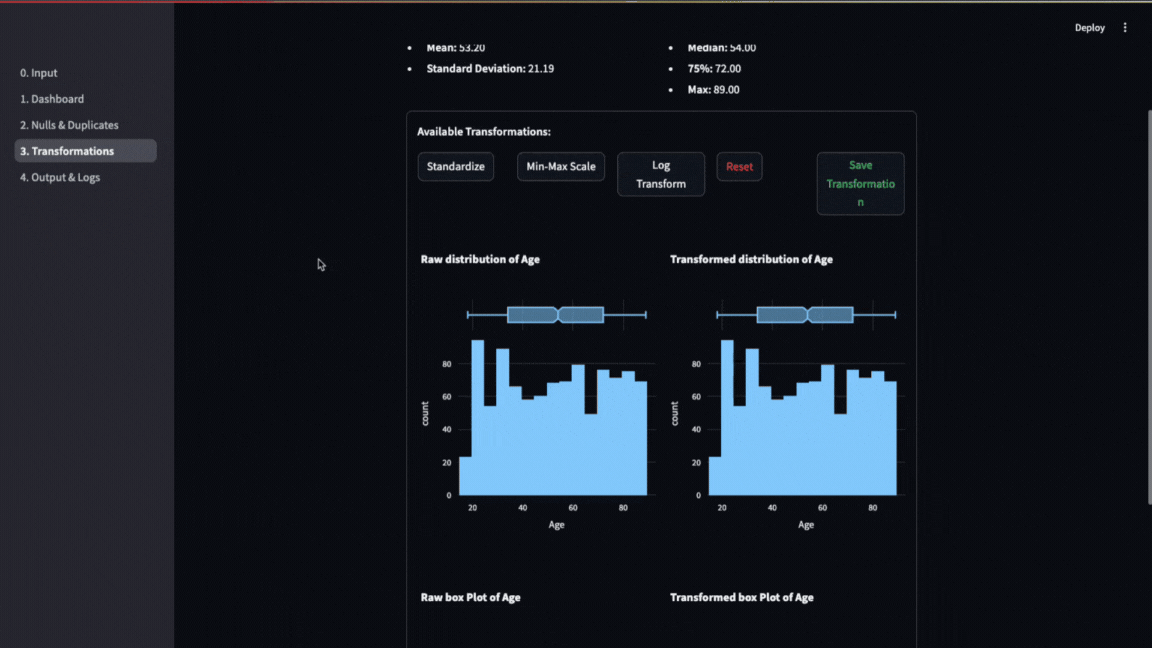 Deploy
0. Input
1. Dashboard
2. Nulls & Duplicates
3. Transformations
4. Output & Logs
• Mean: 53.20
• Standard Deviation: 21.19
• Median: 54.00
• 75%: 72.00
• Max: 89.00
Available Transformations:
Standardize
Min-Max Scale
Log
Transform
Reset
Save
Transformatio
n
Raw distribution of Age
80
60
40
20
0
count
20 40 60 80
Age
Transformed distribution of Age
80
60
40
20
0
count
20 40 60 80
Age
Raw box Plot of Age
Transformed box Plot of Age